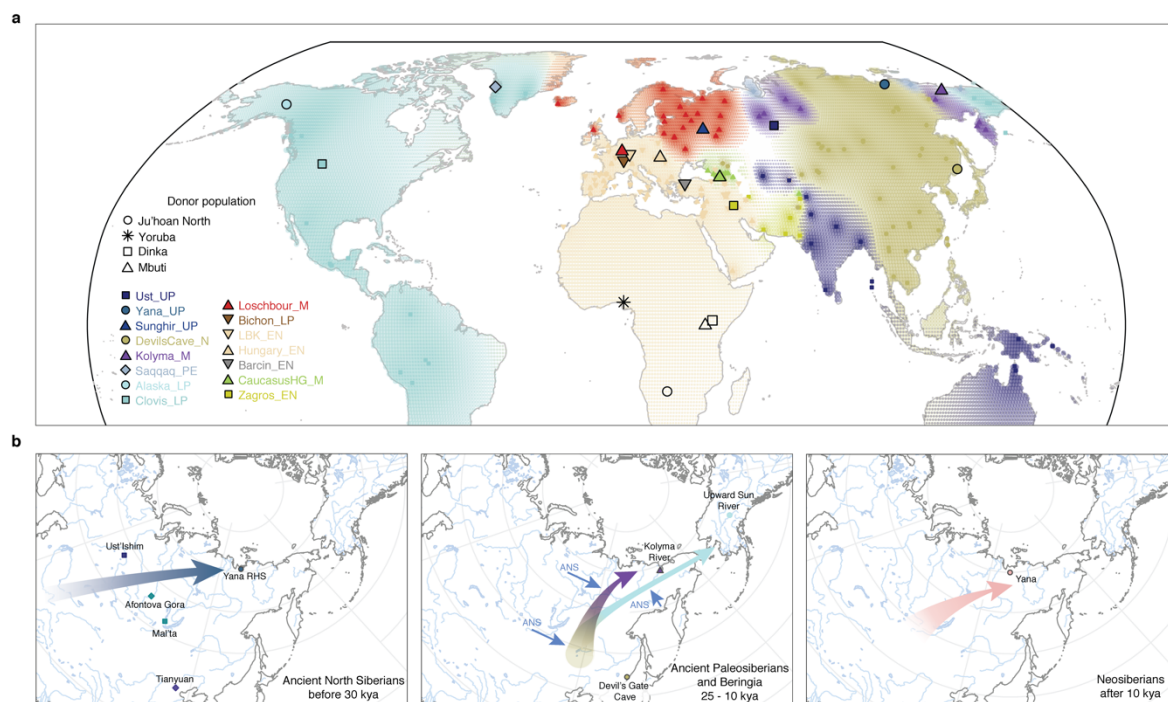 a
Donor population
Ju'hoan North
Yoruba
Dinka
Mbuti
Ust_UP
Yana_UP
Sunghir_UP
DevilsCave_N
Kolyma_M
Saqqaq_PE
Alaska_LP
Clovis_LP
Loschbour_M
Bichon_LP
LBK_EN
Hungary_EN
Barcin_EN
CaucasusHG_M
Zagros_EN
b
Ust'Ishim
Yana RHS
Afontova Gora
Mal'ta
Tianyuan
Ancient North Siberians
before 30 kya
Upward Sun
River
Kolyma
River
ANS
ANS
ANS
Devil's Gate
Cave
Ancient Paleosiberians
and Beringia
25 - 10 kya
Yana
Neosiberians
after 10 kya